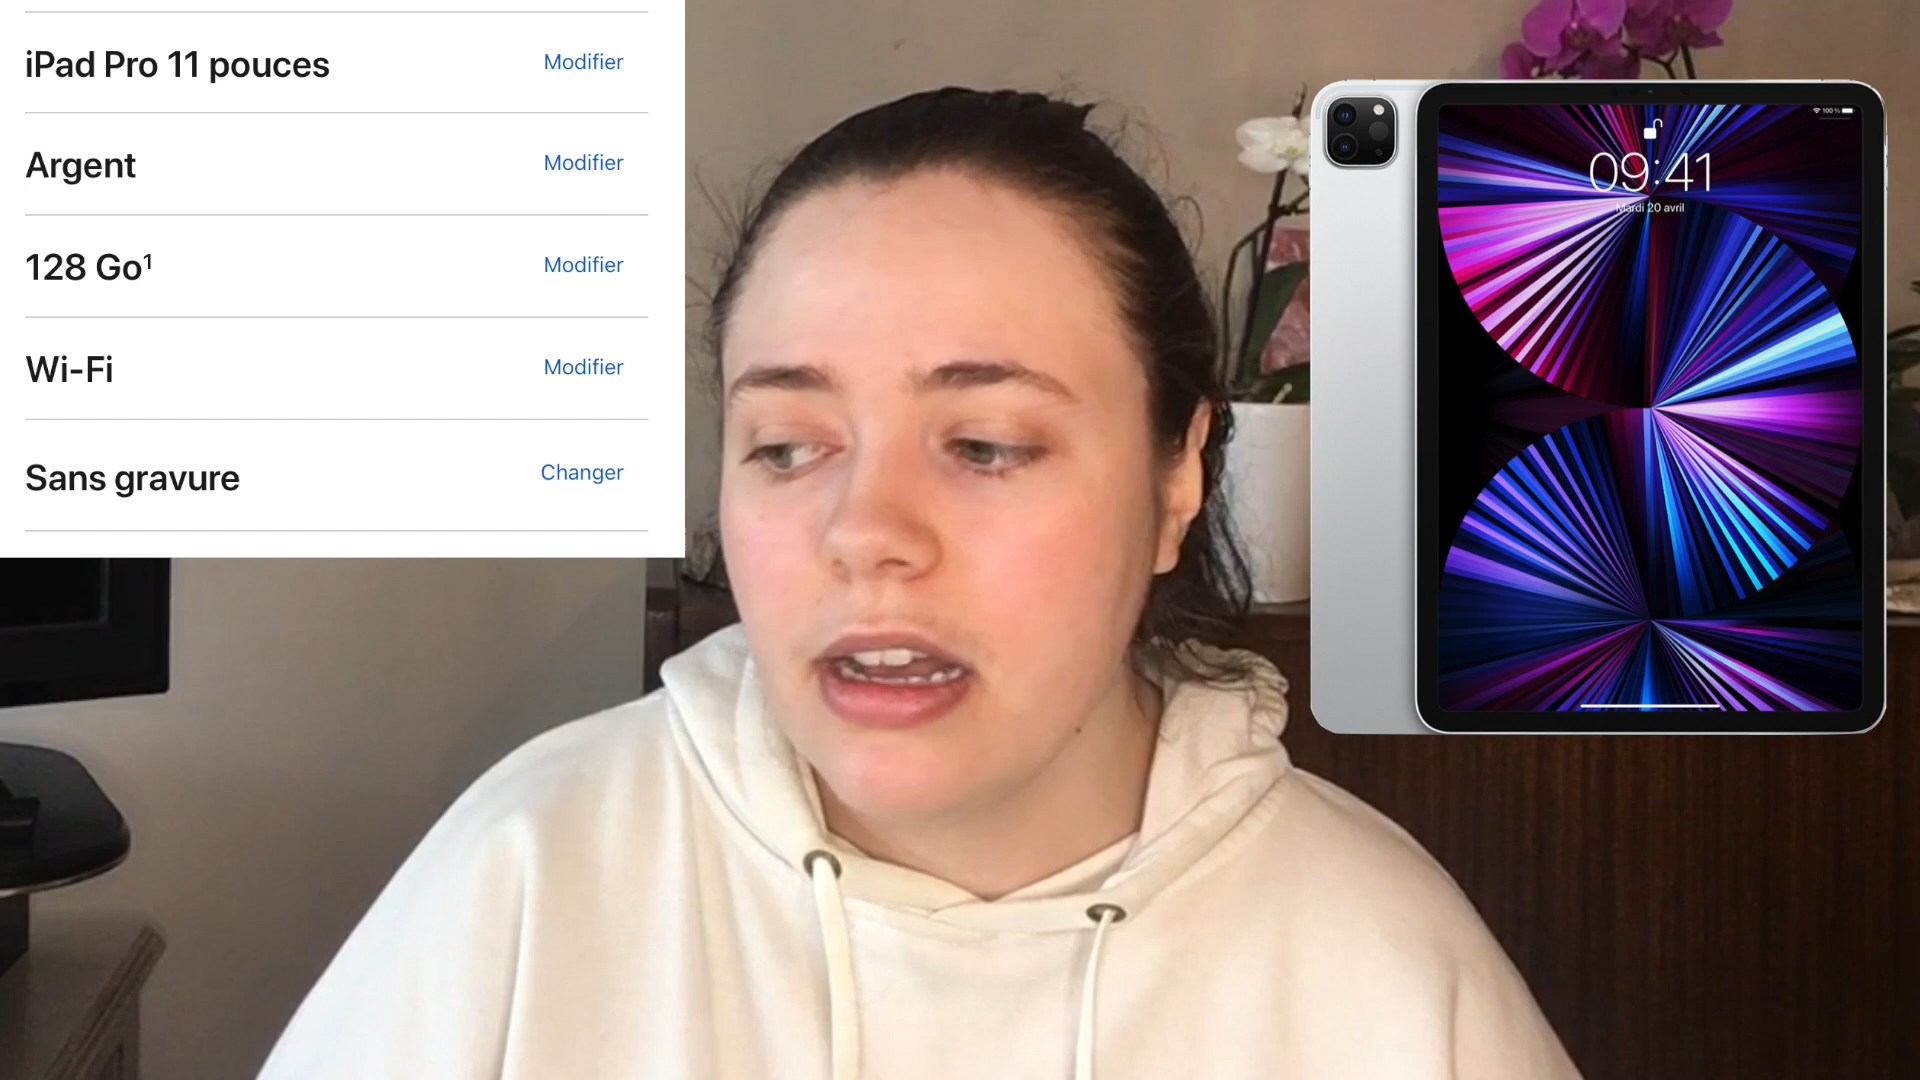 iPad Pro 11 pouces Modifier
Argent Modifier
128 Go¹ Modifier
Wi-Fi Modifier
Sans gravure Changer
100 %
09:41
Mardi 20 avril